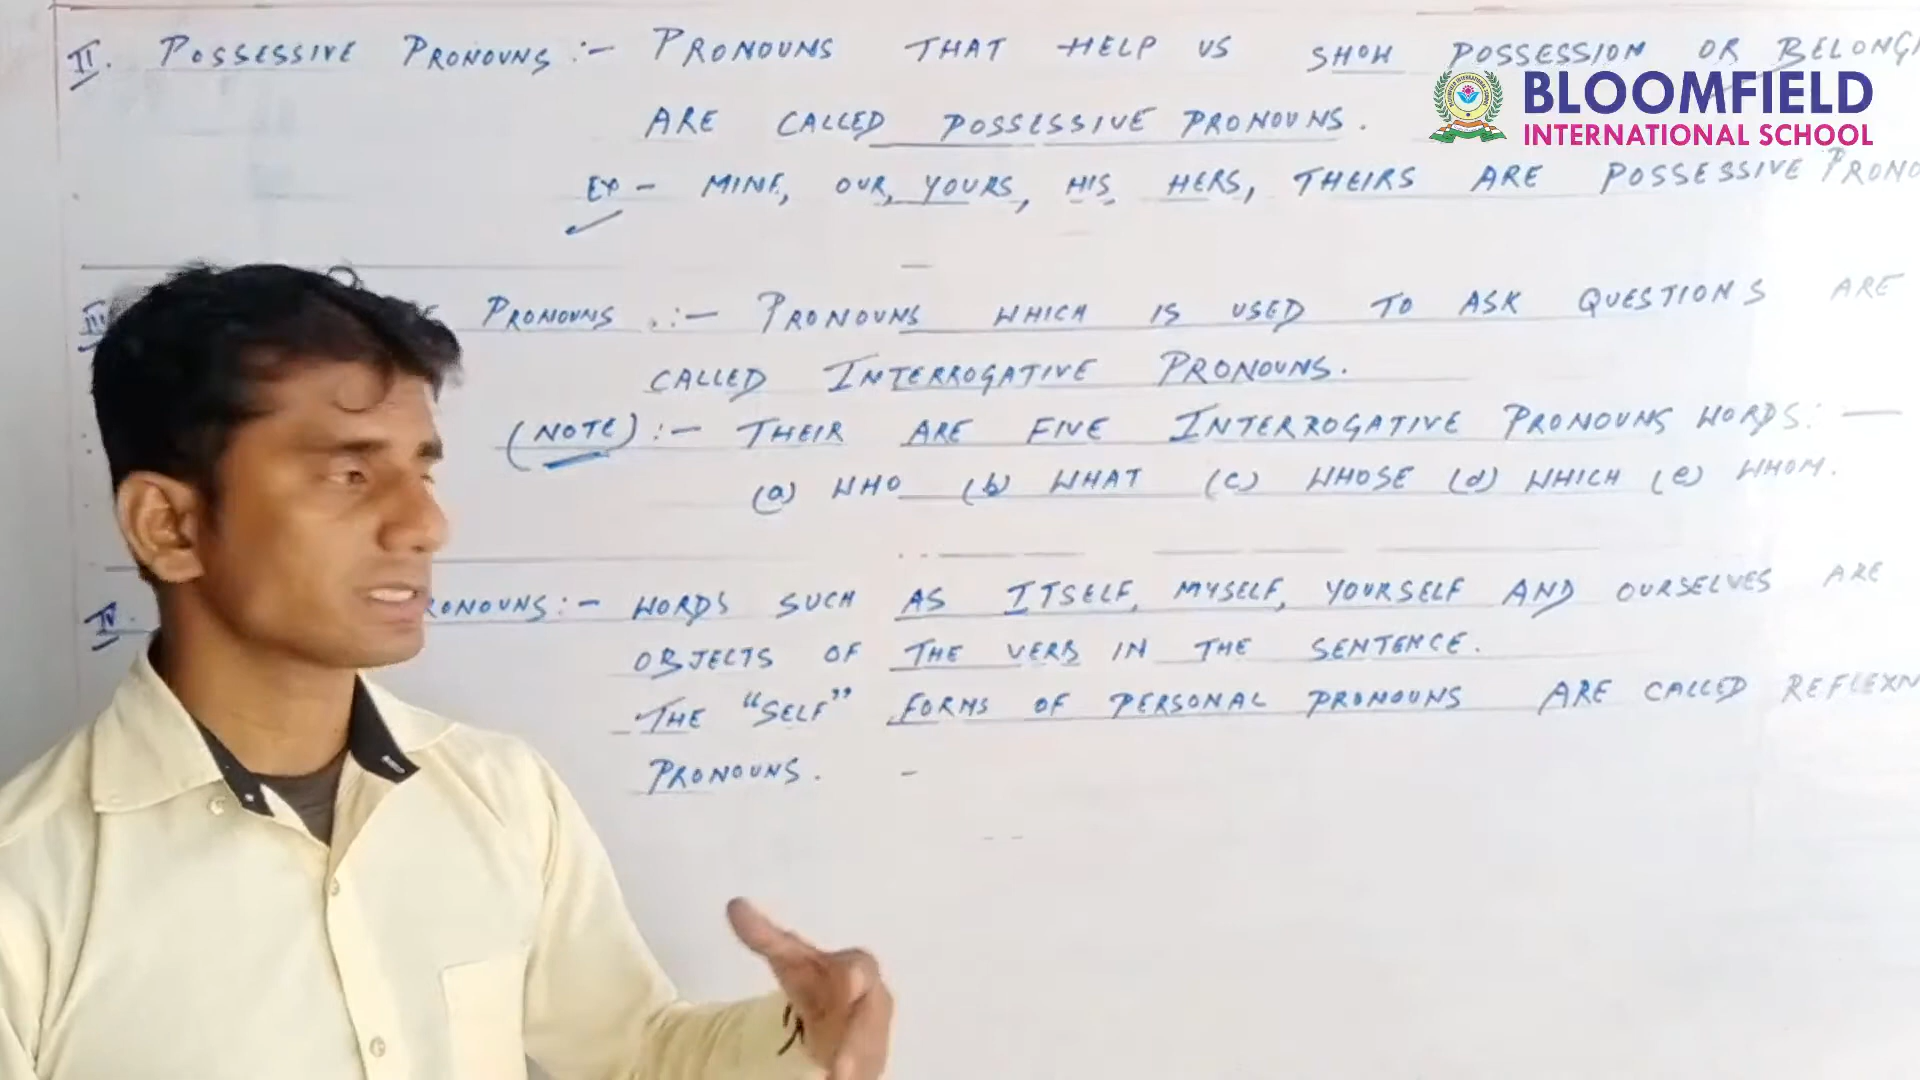 II. POSSESSIVE PRONOUNS :- PRONOUNS THAT HELP US SHOW POSSESSION OR BELONGI
ARE CALLED POSSESSIVE PRONOUNS.
BLOOMFIELD
INTERNATIONAL SCHOOL
EX - MINE, OUR, YOURS, HIS, HERS, THEIRS ARE POSSESSIVE PRONO
III PRONOUNS :- PRONOUNS WHICH IS USED TO ASK QUESTIONS ARE
CALLED INTERROGATIVE PRONOUNS.
(NOTE) :- THEIR ARE FIVE INTERROGATIVE PRONOUNS WORDS: —
(a) WHO (b) WHAT (c) WHOSE (d) WHICH (e) WHOM.
IV. RONOUNS :- WORDS SUCH AS ITSELF, MYSELF, YOURSELF AND OURSELVES ARE
OBJECTS OF THE VERB IN THE SENTENCE.
THE "SELF" FORMS OF PERSONAL PRONOUNS ARE CALLED REFLEX
PRONOUNS. -